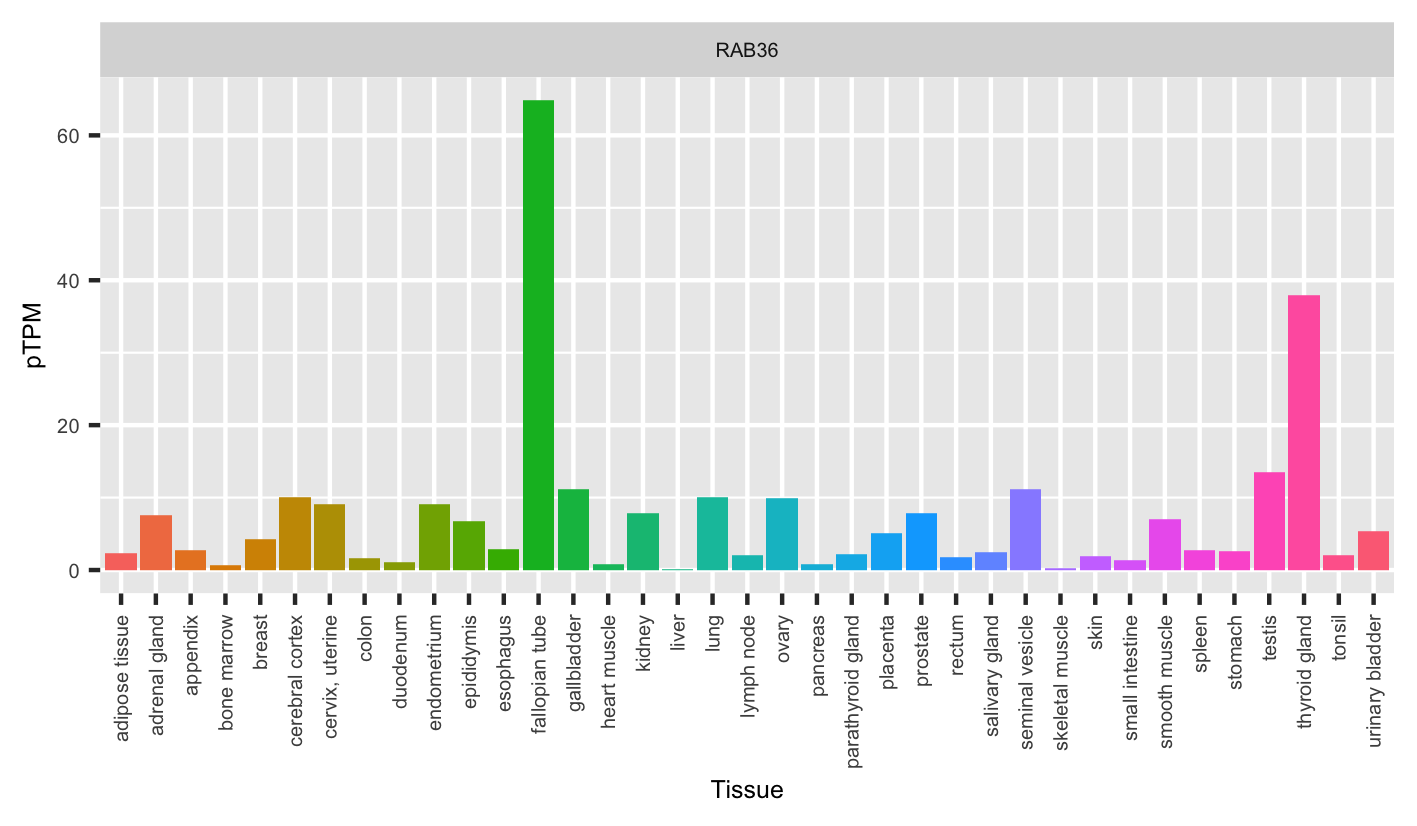 RAB36
60
40
20
0
pTPM
adipose tissue
adrenal gland
appendix
bone marrow
breast
cerebral cortex
cervix, uterine
colon
duodenum
endometrium
epididymis
esophagus
fallopian tube
gallbladder
heart muscle
kidney
liver
lung
lymph node
ovary
pancreas
parathyroid gland
placenta
prostate
rectum
salivary gland
seminal vesicle
skeletal muscle
skin
small intestine
smooth muscle
spleen
stomach
testis
thyroid gland
tonsil
urinary bladder
Tissue